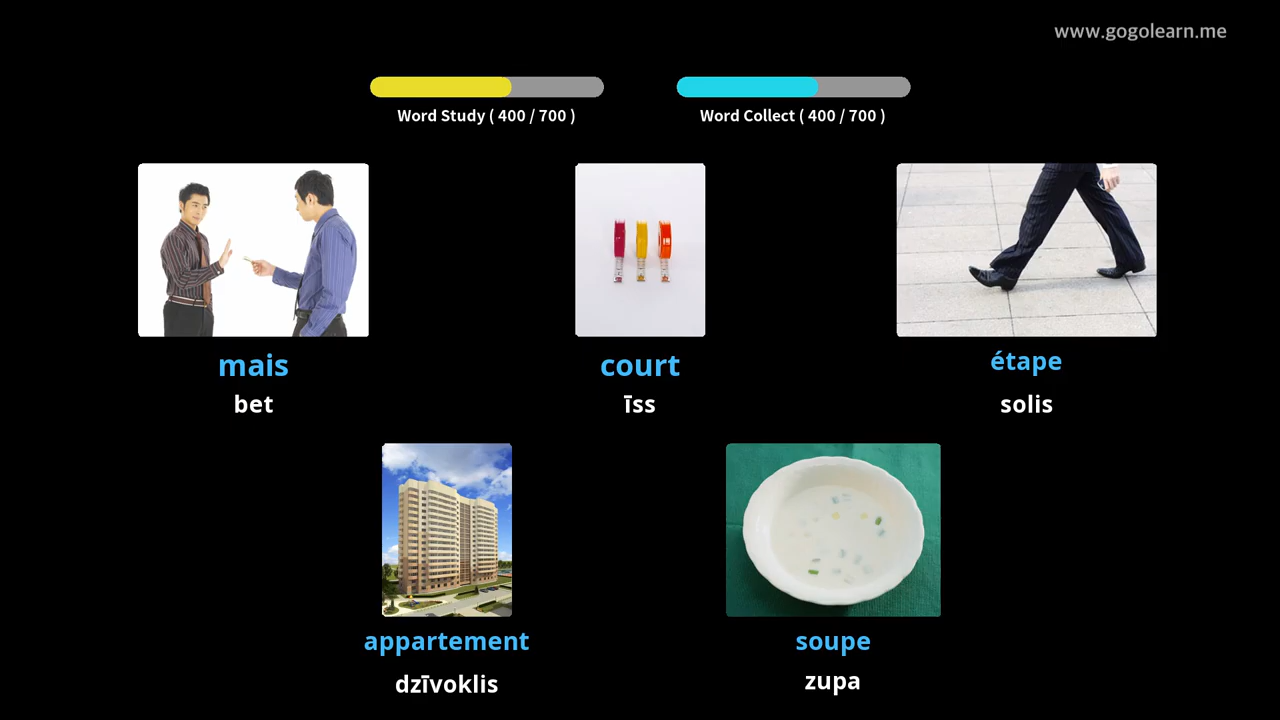 www.gogolearn.me
Word Study ( 400 / 700 )
Word Collect ( 400 / 700 )
mais
bet
court
īss
étape
solis
appartement
dzīvoklis
soupe
zupa